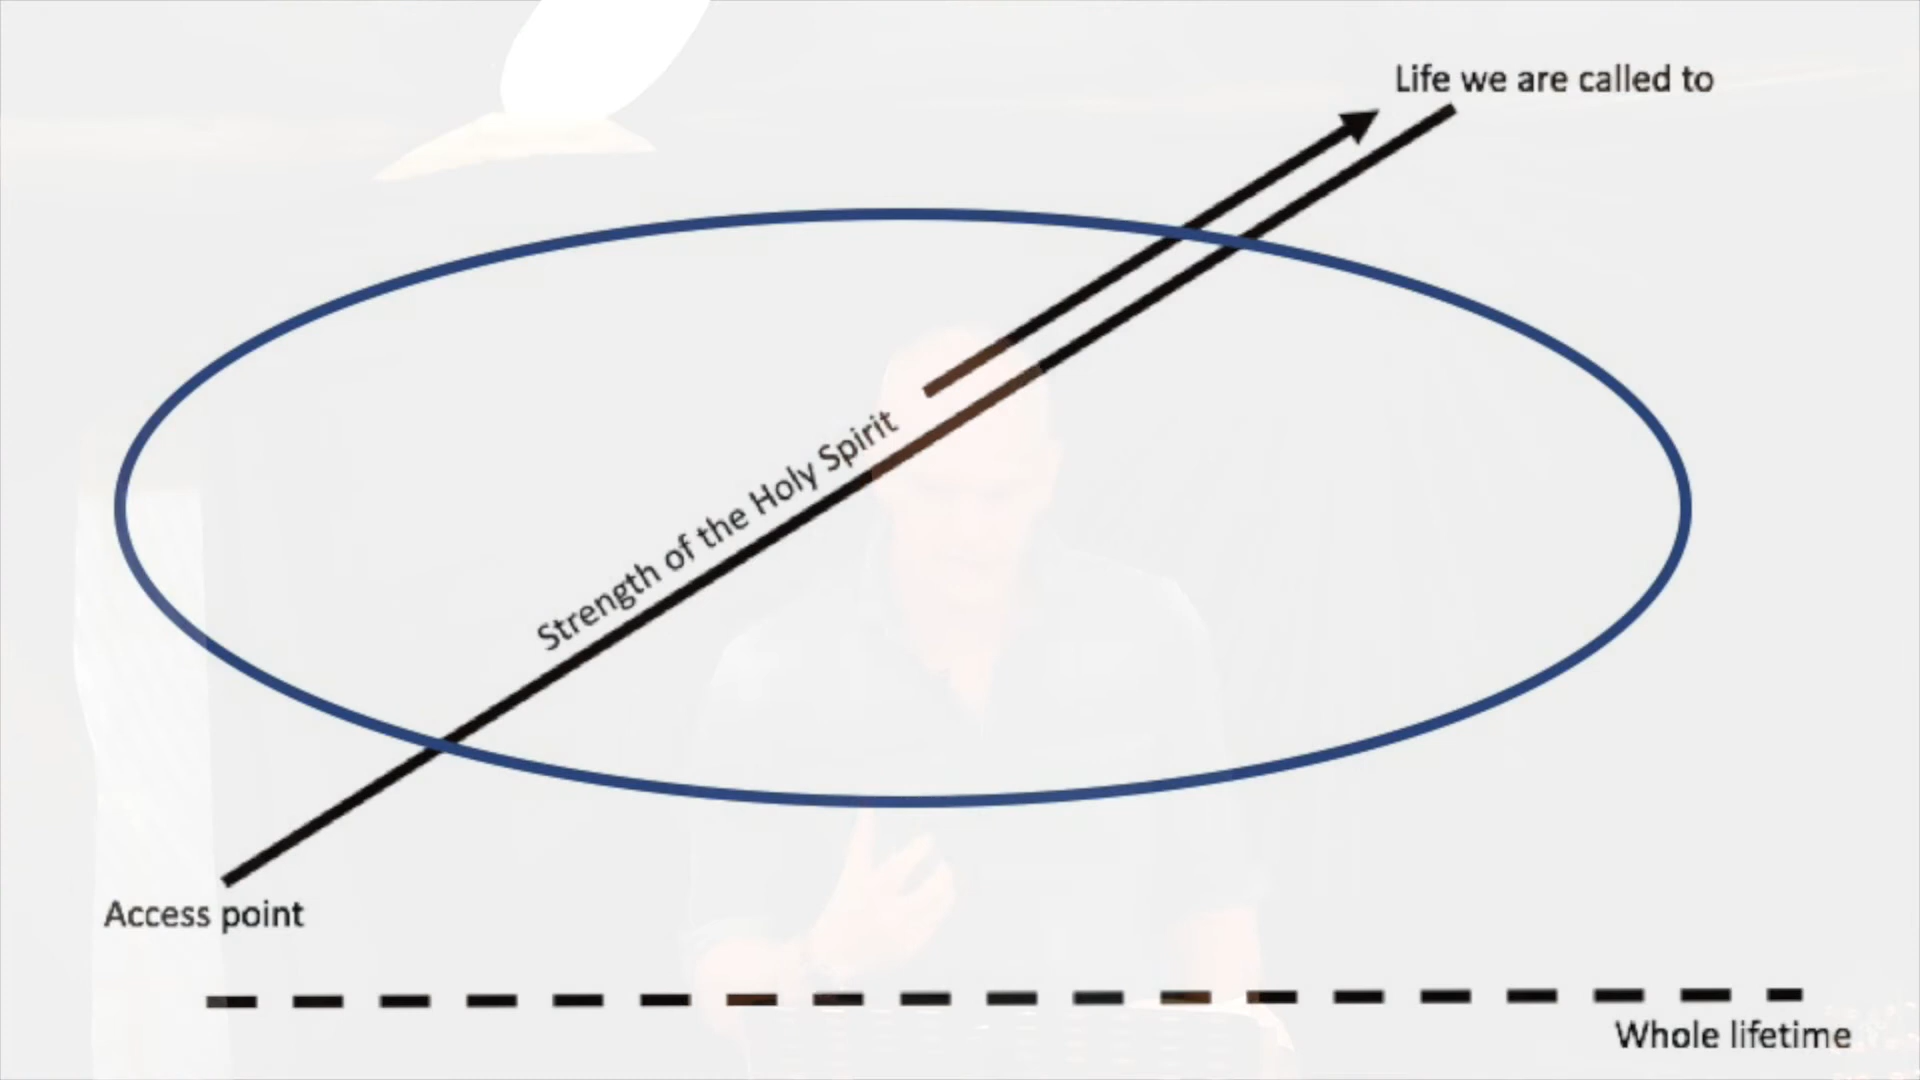 Life we are called to
Strength of the Holy Spirit
Access point
Whole lifetime